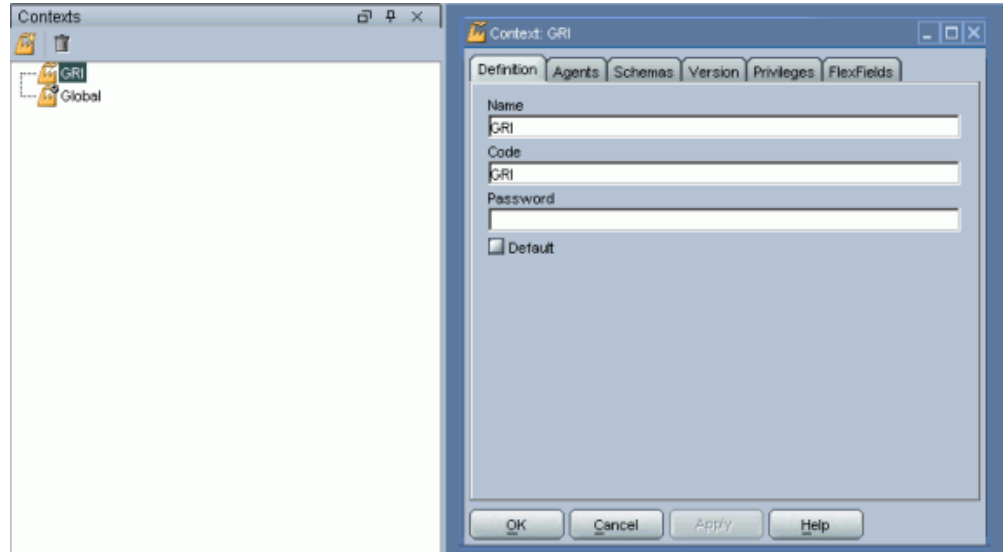 Contexts
GRI
Global
Context: GRI
Definition Agents Schemas Version Privileges FlexFields
Name
GRI
Code
GRI
Password
Default
OK Cancel Apply Help